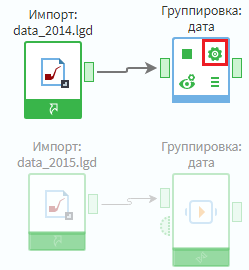 Импорт:
data_2014.lgd
Группировка:
дата
Импорт:
data_2015.lgd
Группировка:
дата